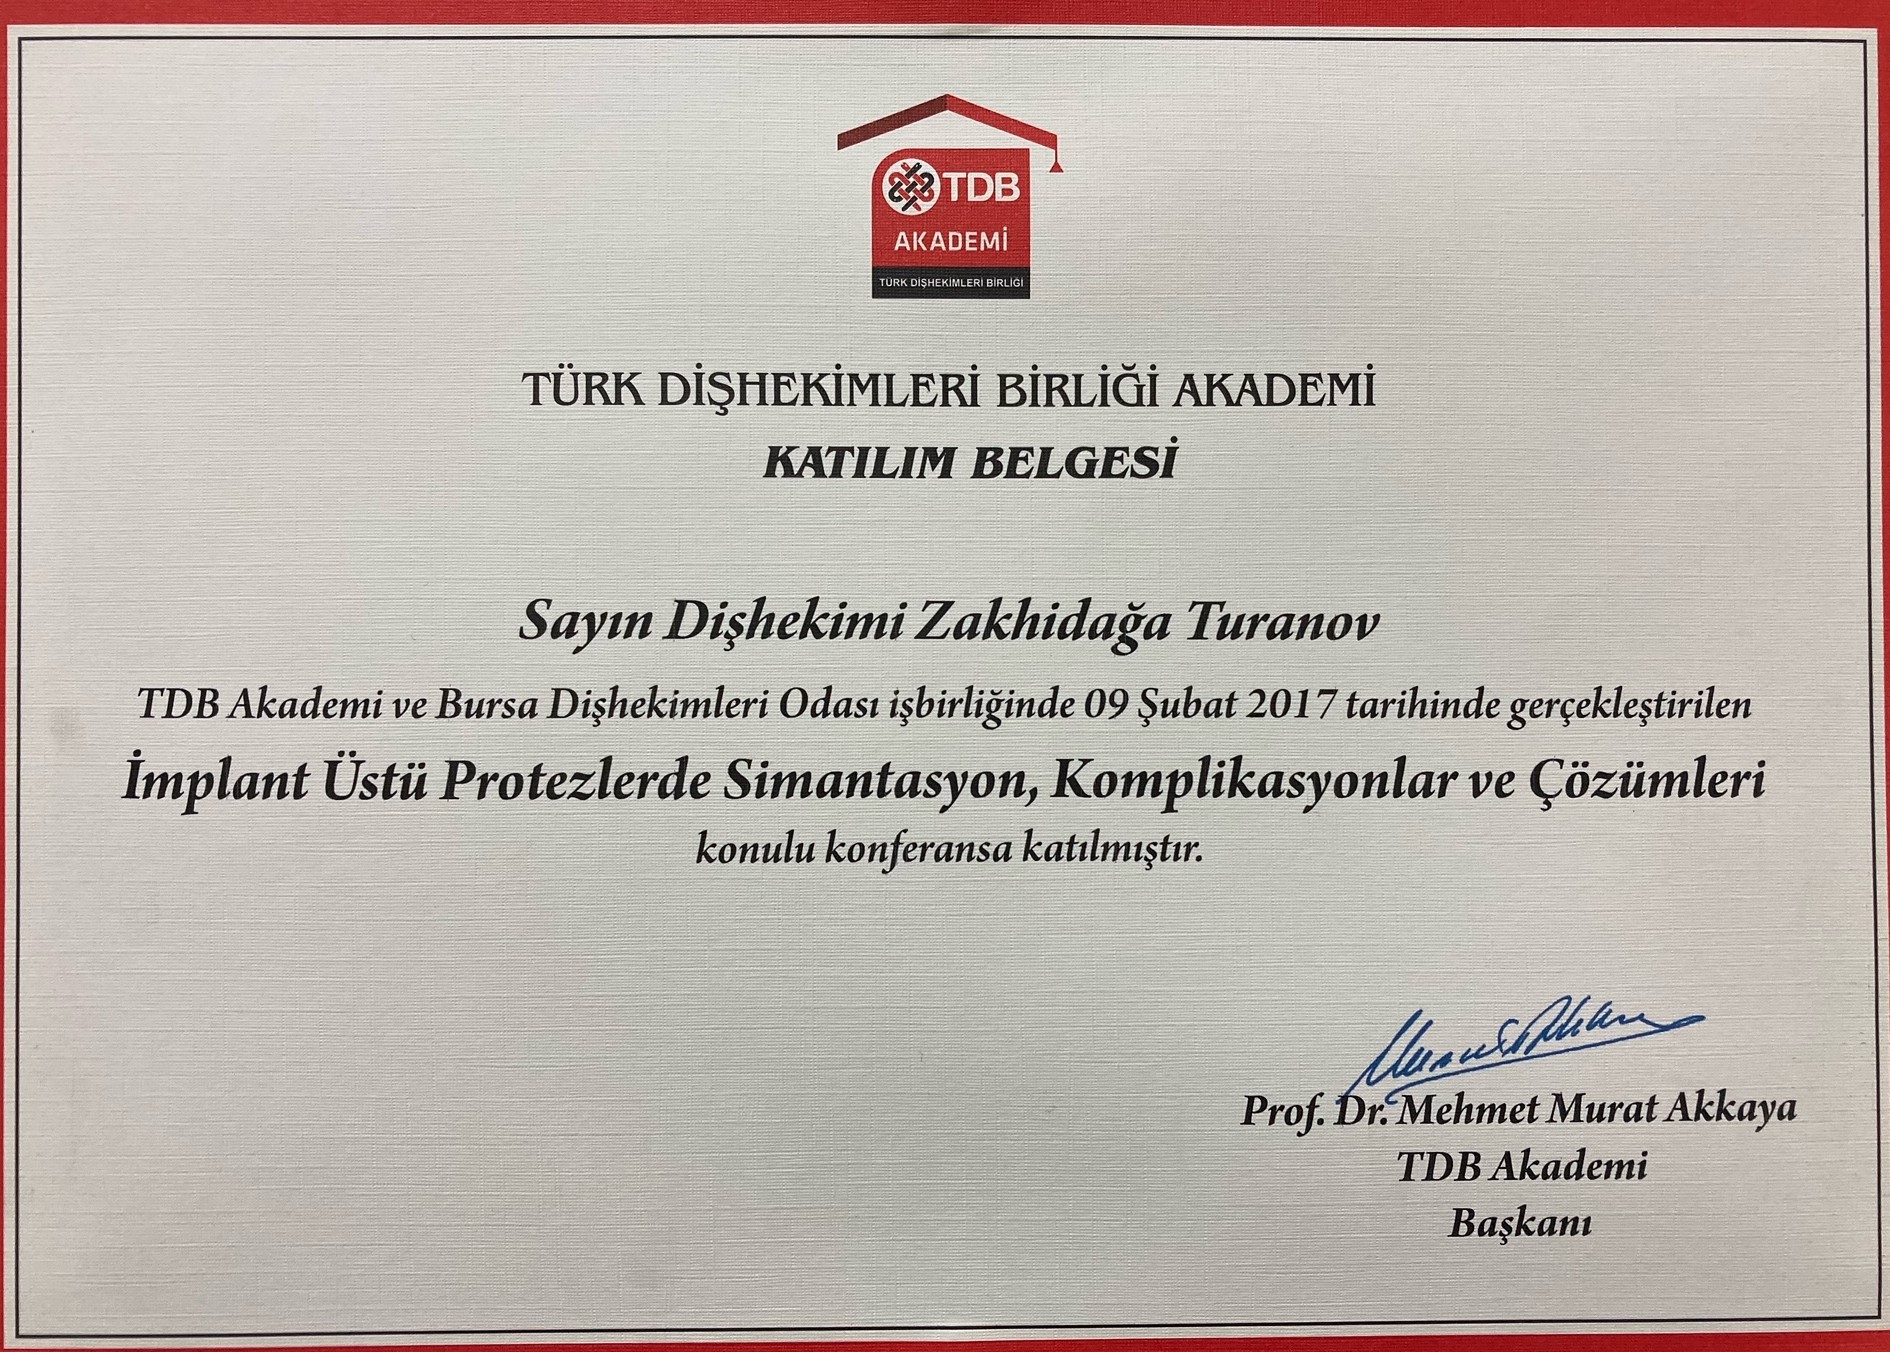 TDB
AKADEMİ
TÜRK DİŞHEKİMLERİ BİRLİĞİ
TÜRK DİŞHEKİMLERİ BİRLİĞİ AKADEMİ
KATILIM BELGESİ
Sayın Dişhekimi Zakhidağa Turanov
TDB Akademi ve Bursa Dişhekimleri Odası işbirliğinde 09 Şubat 2017 tarihinde gerçekleştirilen
İmplant Üstü Protezlerde Simantasyon, Komplikasyonlar ve Çözümleri
konulu konferansa katılmıştır.
Prof. Dr. Mehmet Murat Akkaya
TDB Akademi
Başkanı